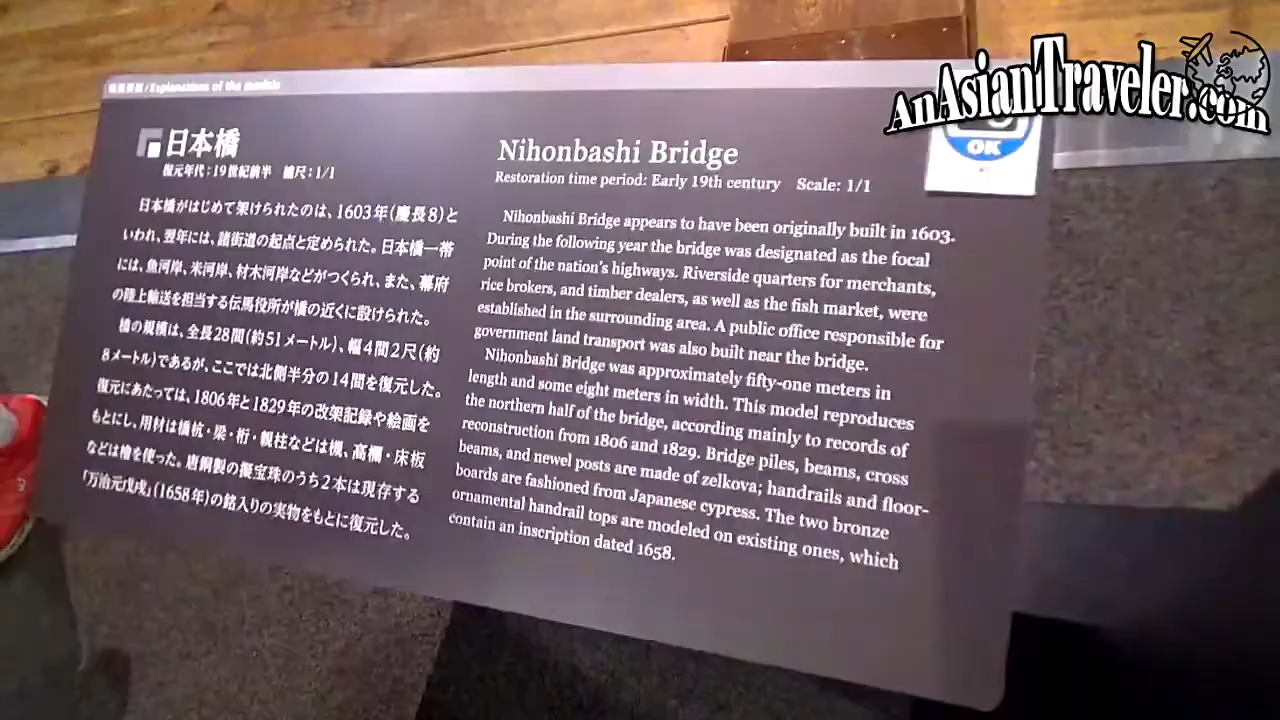 模型解説/Explanations of the models
日本橋
復元年代:19世紀前半 縮尺:1/1
日本橋がはじめて架けられたのは、1603年(慶長8)と
いわれ、翌年には、諸街道の起点と定められた。日本橋一帯
には、魚河岸、米河岸、材木河岸などがつくられ、また、幕府
の陸上輸送を担当する伝馬役所が橋の近くに設けられた。
橋の規模は、全長28間(約51メートル)、幅4間2尺(約
8メートル)であるが、ここでは北側半分の14間を復元した。
復元にあたっては、1806年と1829年の改架記録や絵画を
もとにし、用材は橋杭・梁・桁・親柱などは欅、高欄・床板
などは檜を使った。唐銅製の擬宝珠のうち2本は現存する
「万治元戊戌」(1658年)の銘入りの実物をもとに復元した。
Nihonbashi Bridge
Restoration time period: Early 19th century Scale: 1/1
Nihonbashi Bridge appears to have been originally built in 1603.
During the following year the bridge was designated as the focal
point of the nation's highways. Riverside quarters for merchants,
rice brokers, and timber dealers, as well as the fish market, were
established in the surrounding area. A public office responsible for
government land transport was also built near the bridge.
Nihonbashi Bridge was approximately fifty-one meters in
length and some eight meters in width. This model reproduces
the northern half of the bridge, according mainly to records of
reconstruction from 1806 and 1829. Bridge piles, beams, cross
beams, and newel posts are made of zelkova; handrails and floor-
boards are fashioned from Japanese cypress. The two bronze
ornamental handrail tops are modeled on existing ones, which
contain an inscription dated 1658.
AnAsianTraveler.com
OK